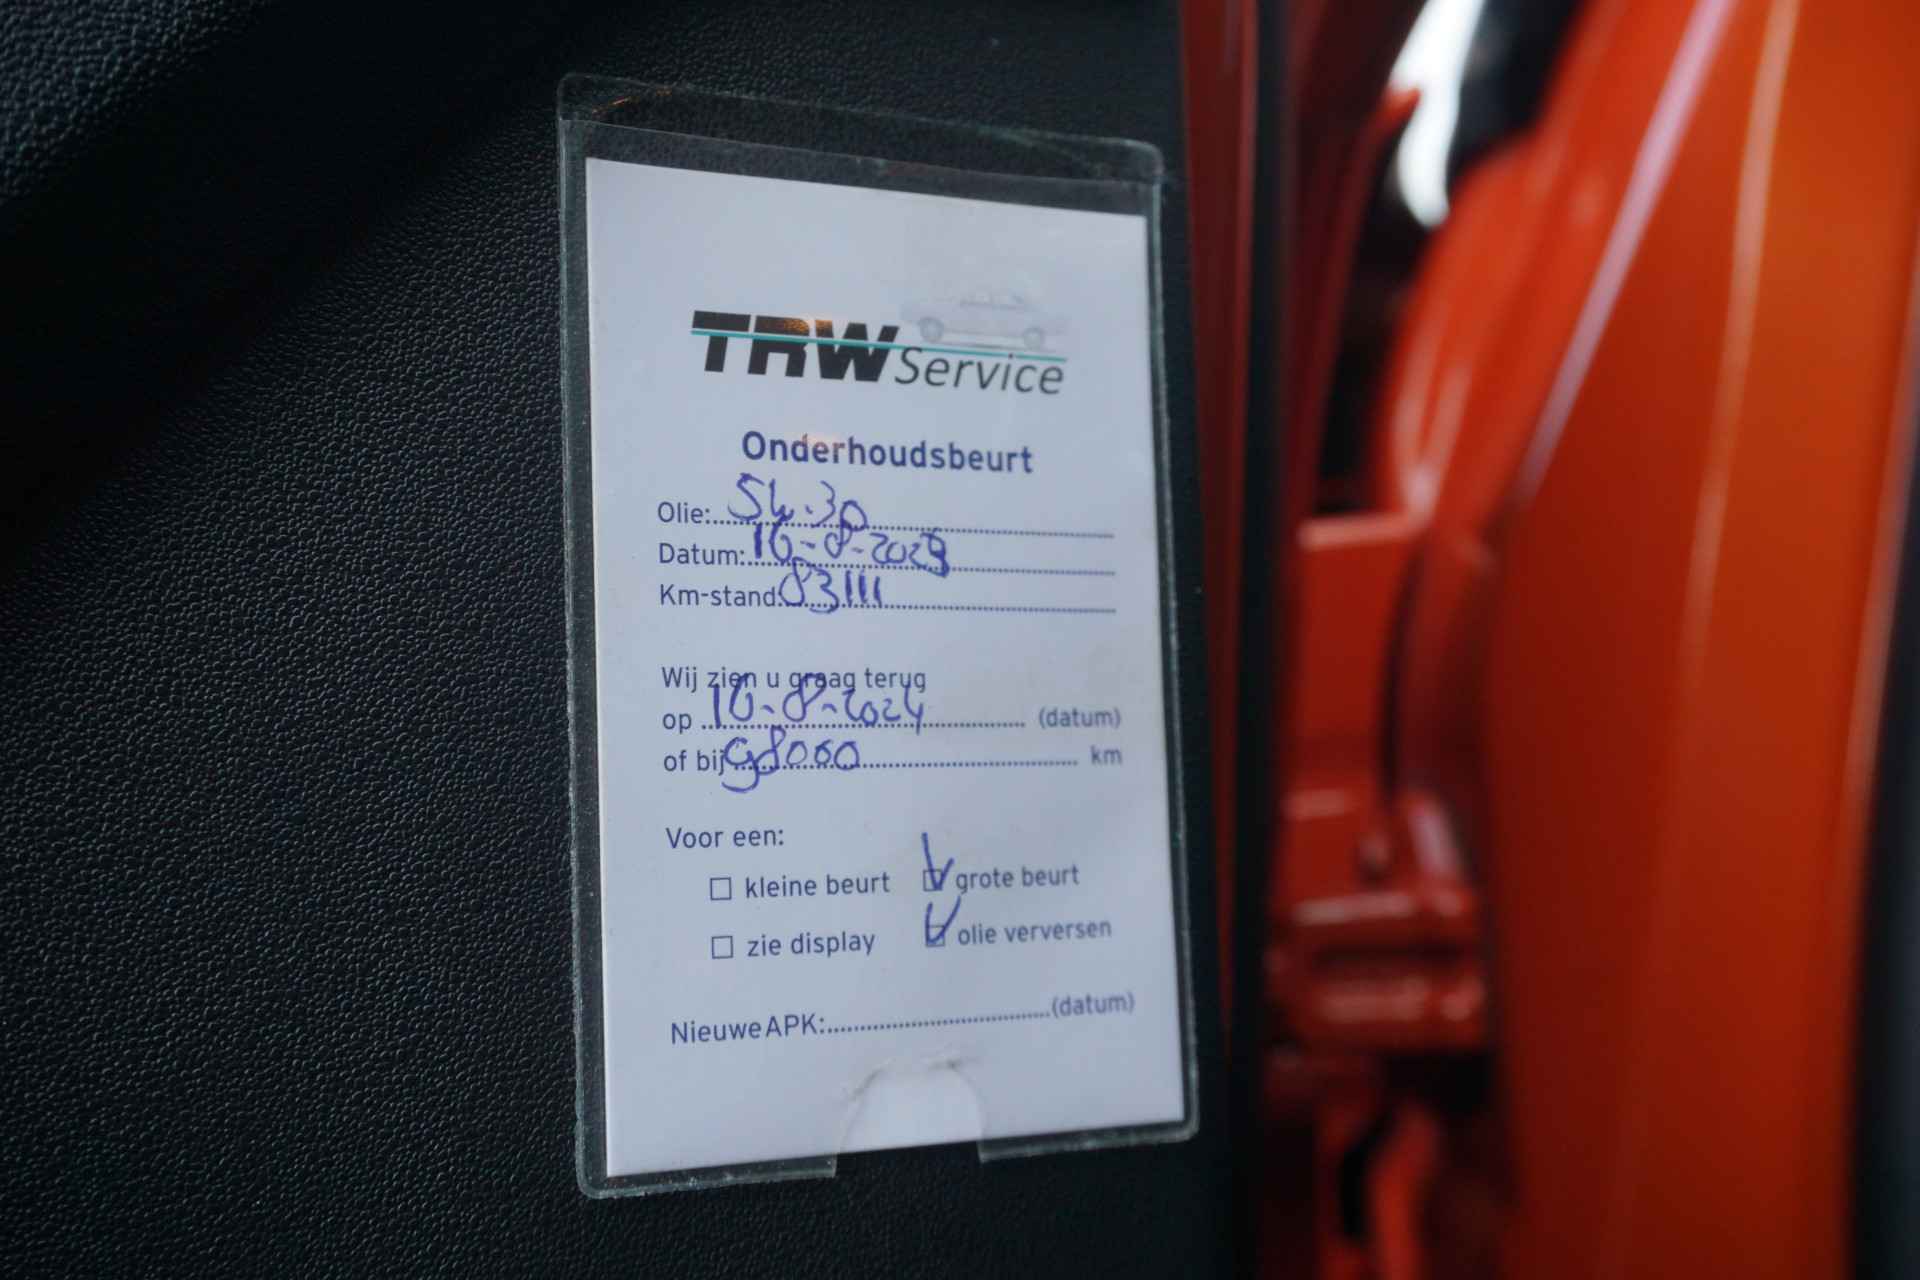 TRW Service
Onderhoudsbeurt
Olie: 5W-30
Datum: 16-8-2023
Km-stand: 83111
Wij zien u graag terug
op 16-8-2024 (datum)
of bij 98000 km
Voor een:
kleine beurt grote beurt
zie display olie verversen
Nieuwe APK: (datum)